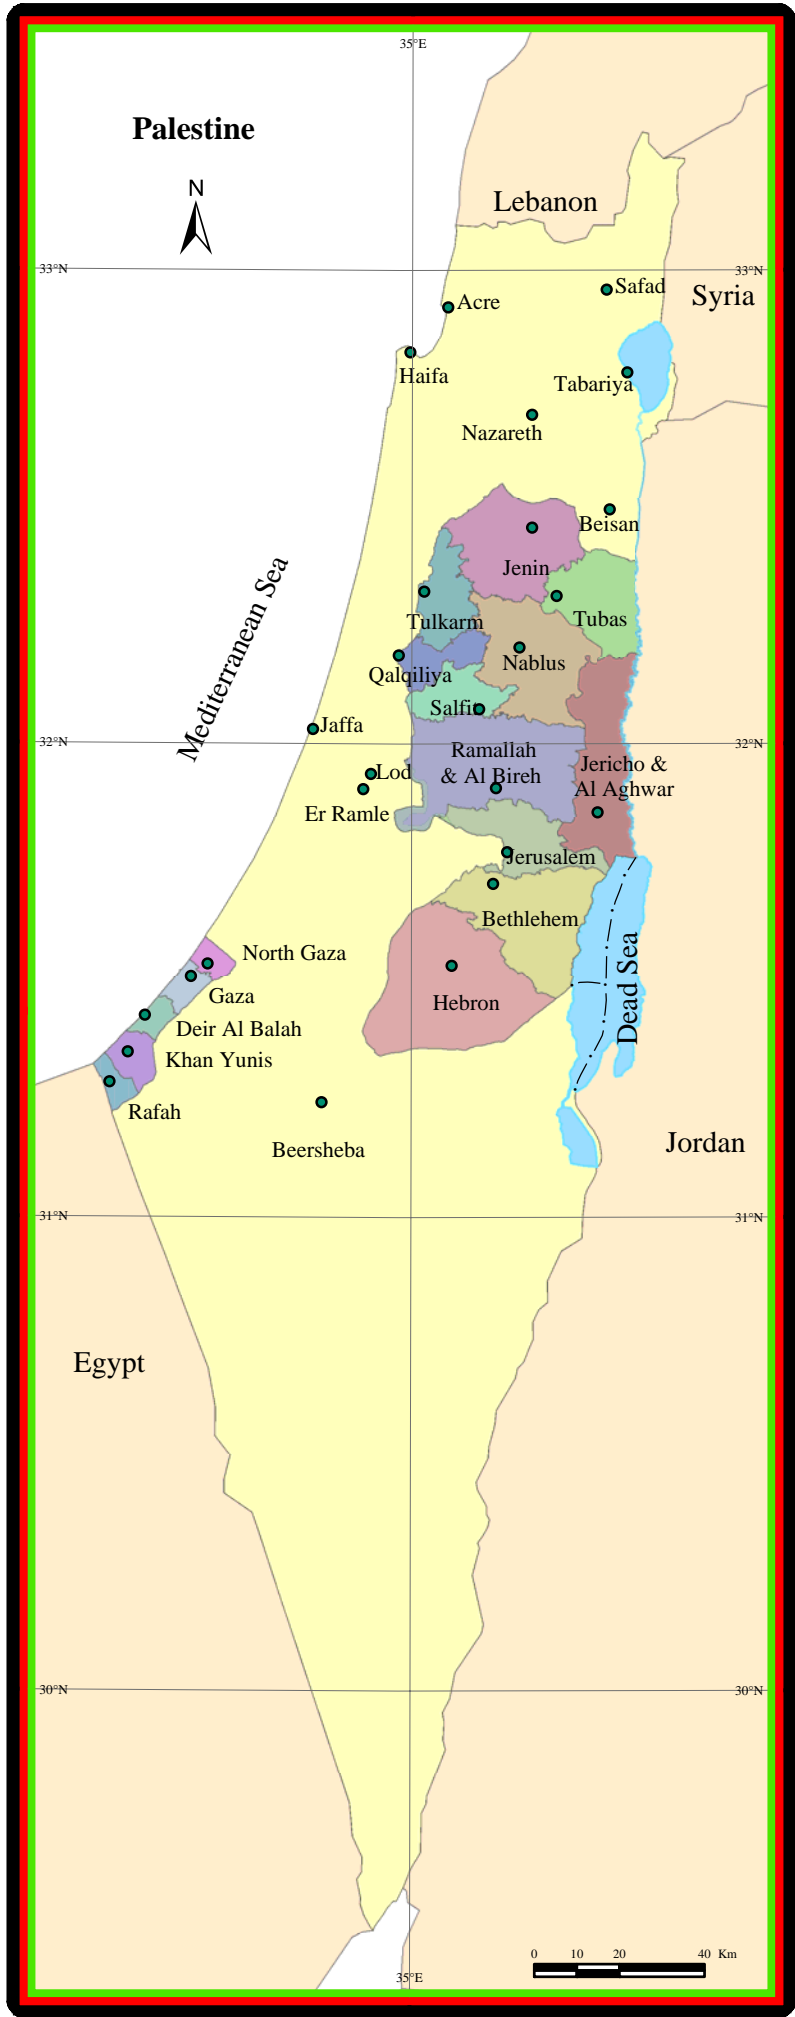 35°E
Palestine
N
Lebanon
33°N
33°N
Safad
Syria
Acre
Haifa
Tabariya
Nazareth
Beisan
Jenin
Mediterranean Sea
Tulkarm
Tubas
Nablus
Qalqiliya
Salfit
Jaffa
32°N
32°N
Ramallah
& Al Bireh
Jericho &
Al Aghwar
Lod
Er Ramle
Jerusalem
Bethlehem
North Gaza
Gaza
Dead Sea
Hebron
Deir Al Balah
Khan Yunis
Rafah
Beersheba
Jordan
31°N
31°N
Egypt
30°N
30°N
0 10 20 40 Km
35°E